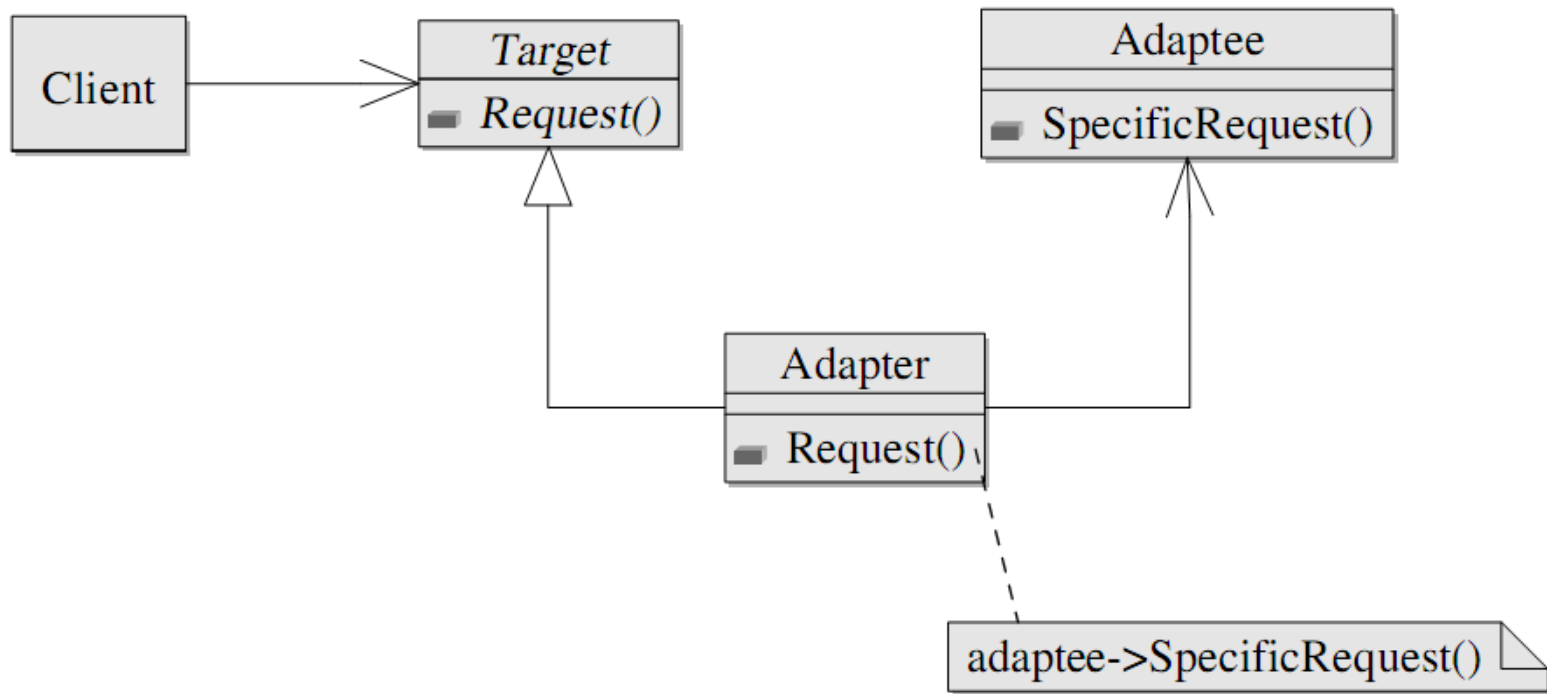 Client
Target
Request()
Adaptee
SpecificRequest()
Adapter
Request()
adaptee->SpecificRequest()